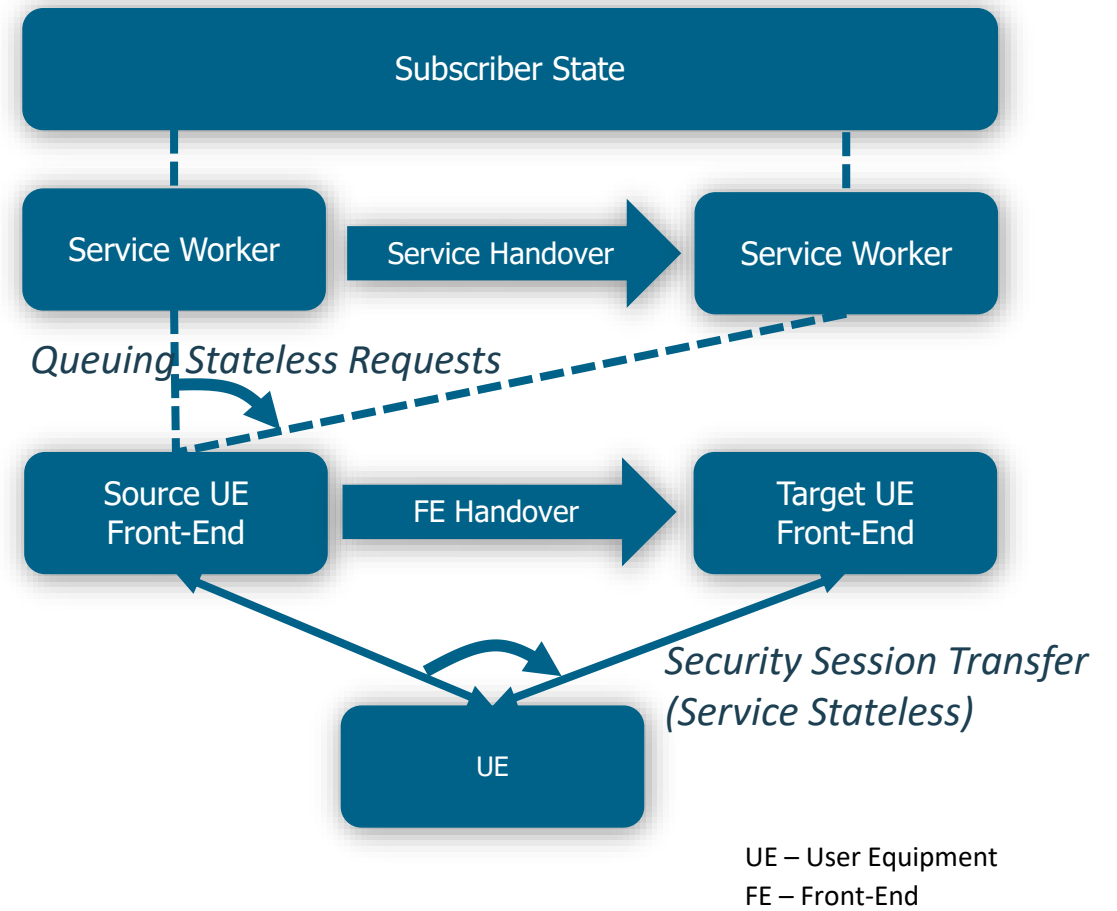 Subscriber State
Service Worker
Service Handover
Service Worker
Queuing Stateless Requests
Source UE
Front-End
FE Handover
Target UE
Front-End
Security Session Transfer
(Service Stateless)
UE
UE – User Equipment
FE – Front-End